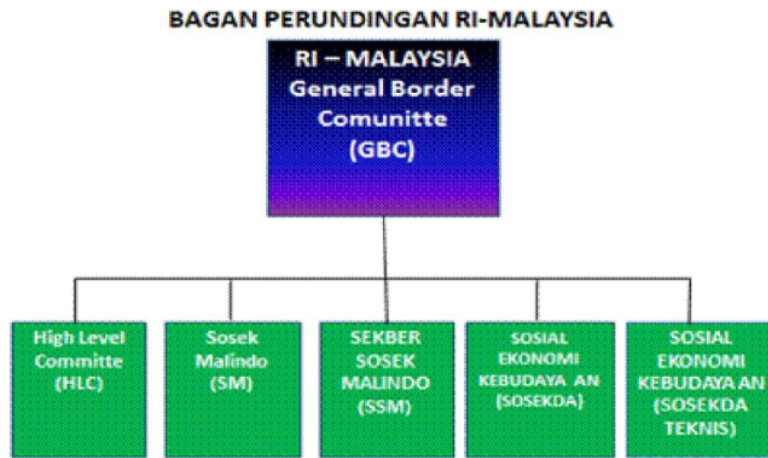 BAGAN PERUNDINGAN RI-MALAYSIA
RI – MALAYSIA
General Border
Comunitte
(GBC)
High Level
Committe
(HLC)
Sosek
Malindo
(SM)
SEKBER
SOSEK
MALINDO
(SSM)
SOSIAL
EKONOMI
KEBUDAYA AN
(SOSEKDA)
SOSIAL
EKONOMI
KEBUDAYA AN
(SOSEKDA
TEKNIS)